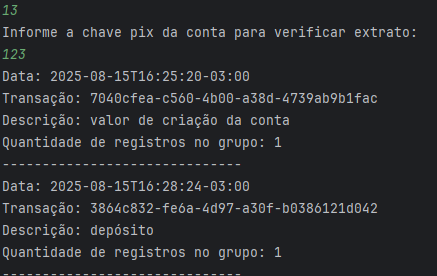 13
Informe a chave pix da conta para verificar extrato:
123
Data: 2025-08-15T16:25:20-03:00
Transação: 7040cfea-c560-4b00-a38d-4739ab9b1fac
Descrição: valor de criação da conta
Quantidade de registros no grupo: 1
------------------------------
Data: 2025-08-15T16:28:24-03:00
Transação: 3864c832-fe6a-4d97-a30f-b0386121d042
Descrição: depósito
Quantidade de registros no grupo: 1
------------------------------